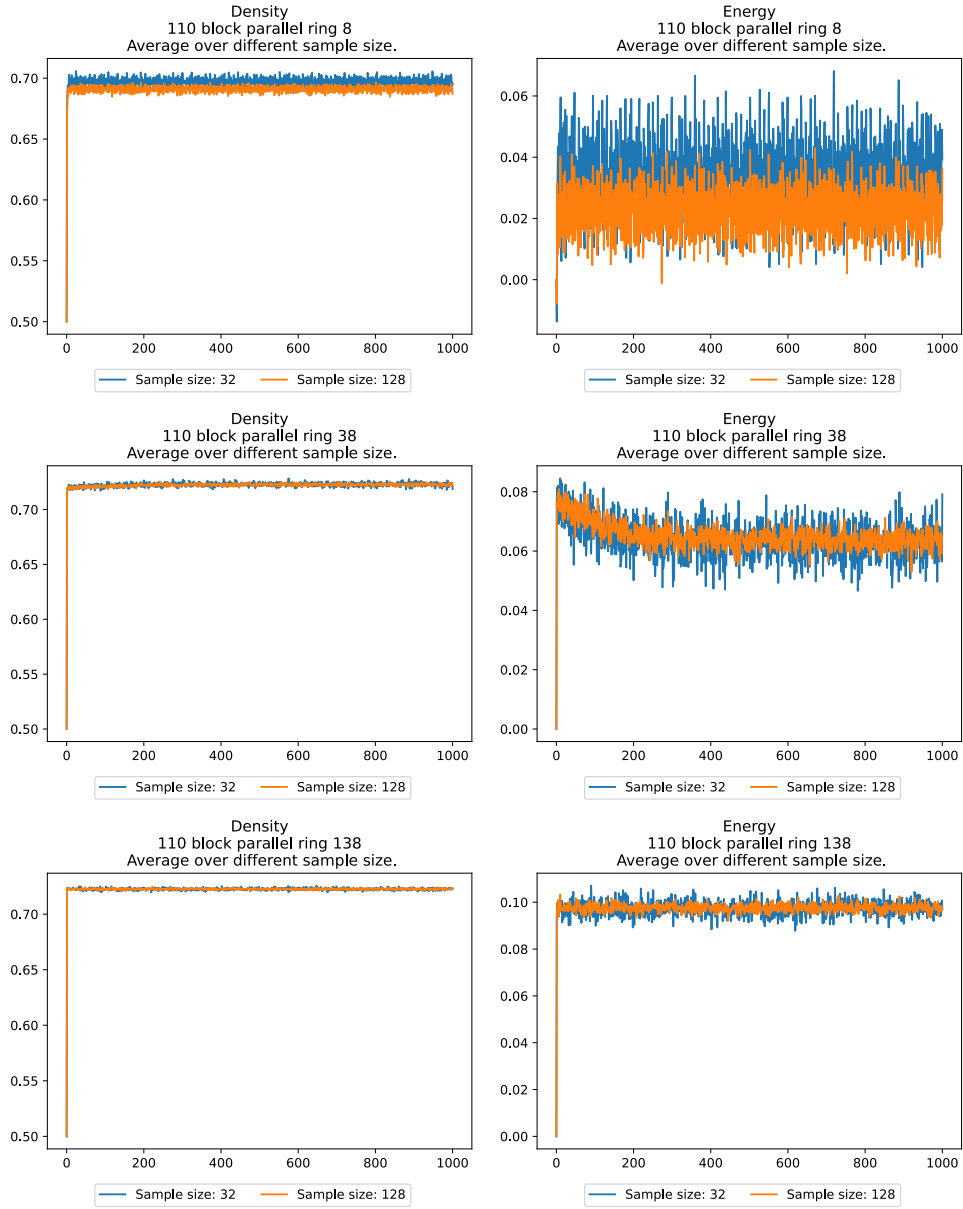 Density
110 block parallel ring 8
Average over different sample size.
0.70
0.65
0.60
0.55
0.50
0
200
400
600
800
1000
Sample size: 32
Sample size: 128
Energy
110 block parallel ring 8
Average over different sample size.
0.06
0.04
0.02
0.00
0
200
400
600
800
1000
Sample size: 32
Sample size: 128
Density
110 block parallel ring 38
Average over different sample size.
0.70
0.65
0.60
0.55
0.50
0
200
400
600
800
1000
Sample size: 32
Sample size: 128
Energy
110 block parallel ring 38
Average over different sample size.
0.08
0.06
0.04
0.02
0.00
0
200
400
600
800
1000
Sample size: 32
Sample size: 128
Density
110 block parallel ring 138
Average over different sample size.
0.70
0.65
0.60
0.55
0.50
0
200
400
600
800
1000
Sample size: 32
Sample size: 128
Energy
110 block parallel ring 138
Average over different sample size.
0.10
0.08
0.06
0.04
0.02
0.00
0
200
400
600
800
1000
Sample size: 32
Sample size: 128